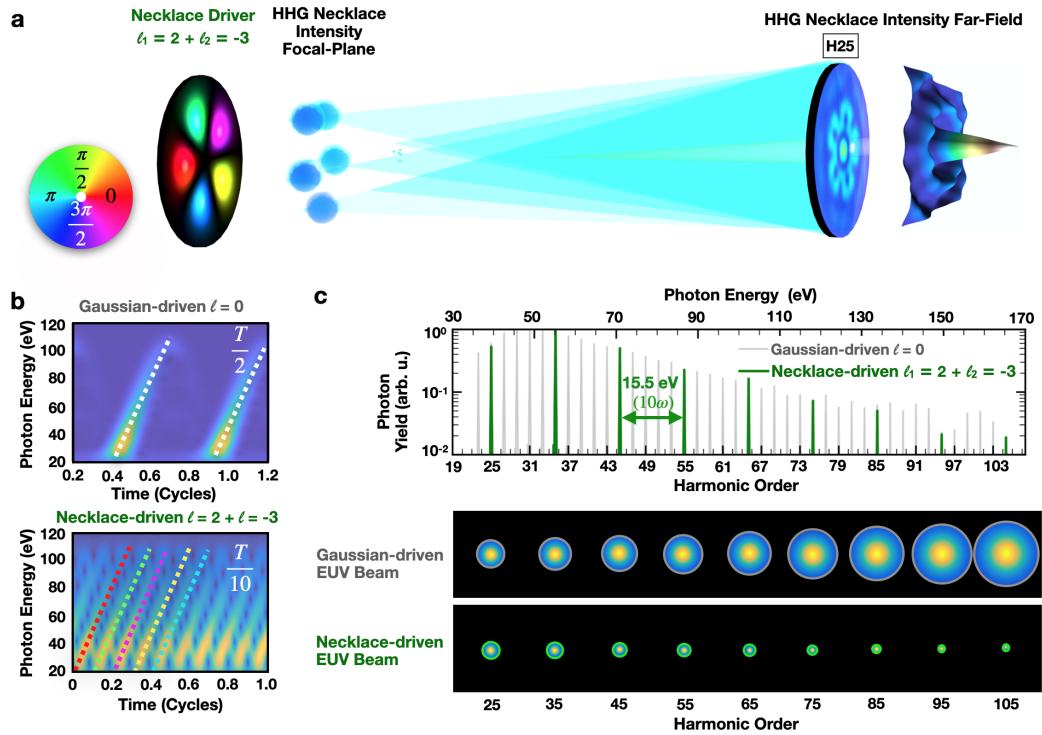 a
Necklace Driver
ℓ₁ = 2 + ℓ₂ = -3
HHG Necklace
Intensity
Focal-Plane
HHG Necklace Intensity Far-Field
H25
π/2
π
0
3π/2
b
Gaussian-driven ℓ = 0
Photon Energy (eV)
120
100
80
60
40
20
T/2
0.2 0.4 0.6 0.8 1.0 1.2
Time (Cycles)
Necklace-driven ℓ = 2 + ℓ = -3
Photon Energy (eV)
120
100
80
60
40
20
T/10
0 0.2 0.4 0.6 0.8 1.0
Time (Cycles)
c
Photon Energy (eV)
30 50 70 90 110 130 150 170
Photon
Yield (arb. u.)
10⁰
10⁻¹
10⁻²
Gaussian-driven ℓ = 0
Necklace-driven ℓ₁ = 2 + ℓ₂ = -3
15.5 eV
(10ω)
19 25 31 37 43 49 55 61 67 73 79 85 91 97 103
Harmonic Order
Gaussian-driven
EUV Beam
Necklace-driven
EUV Beam
25 35 45 55 65 75 85 95 105
Harmonic Order